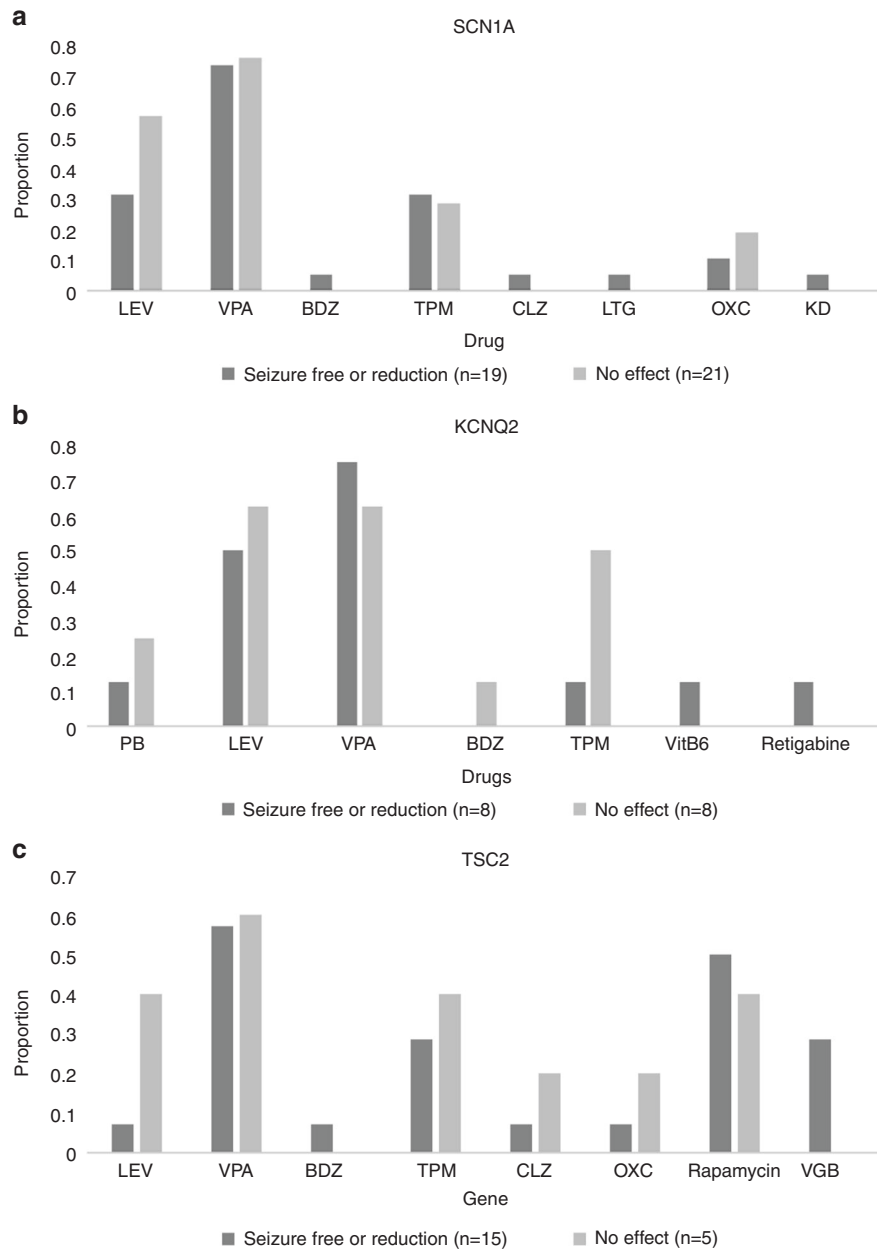 a
SCN1A
0.8
0.7
0.6
0.5
0.4
0.3
0.2
0.1
0
Proportion
LEV VPA BDZ TPM CLZ LTG OXC KD
Drug
Seizure free or reduction (n=19) No effect (n=21)
b
KCNQ2
0.8
0.7
0.6
0.5
0.4
0.3
0.2
0.1
0
Proportion
PB LEV VPA BDZ TPM VitB6 Retigabine
Drugs
Seizure free or reduction (n=8) No effect (n=8)
c
TSC2
0.7
0.6
0.5
0.4
0.3
0.2
0.1
0
Proportion
LEV VPA BDZ TPM CLZ OXC Rapamycin VGB
Gene
Seizure free or reduction (n=15) No effect (n=5)